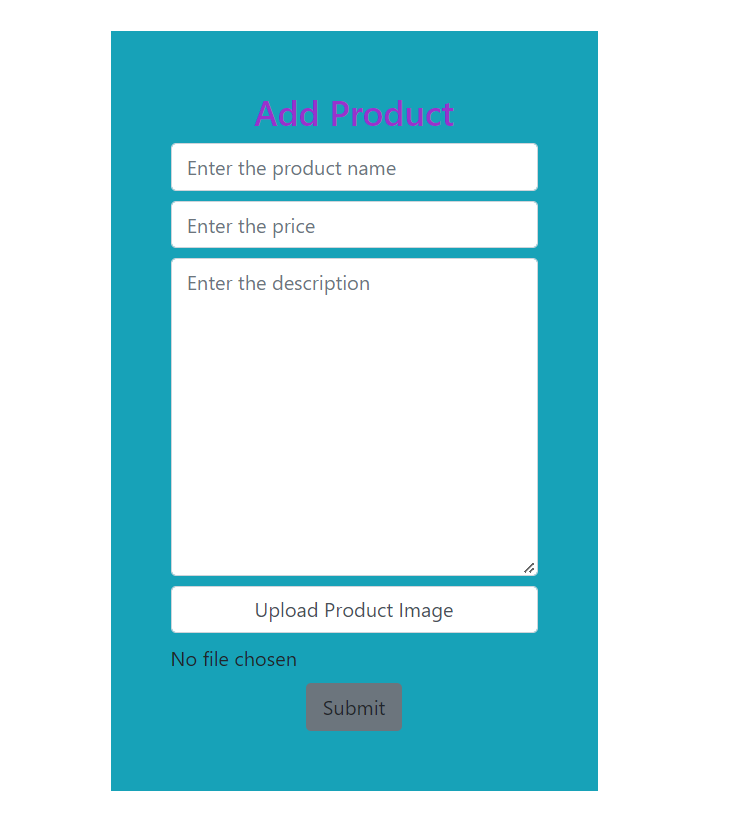 Add Product
Enter the product name
Enter the price
Enter the description
Upload Product Image
No file chosen
Submit